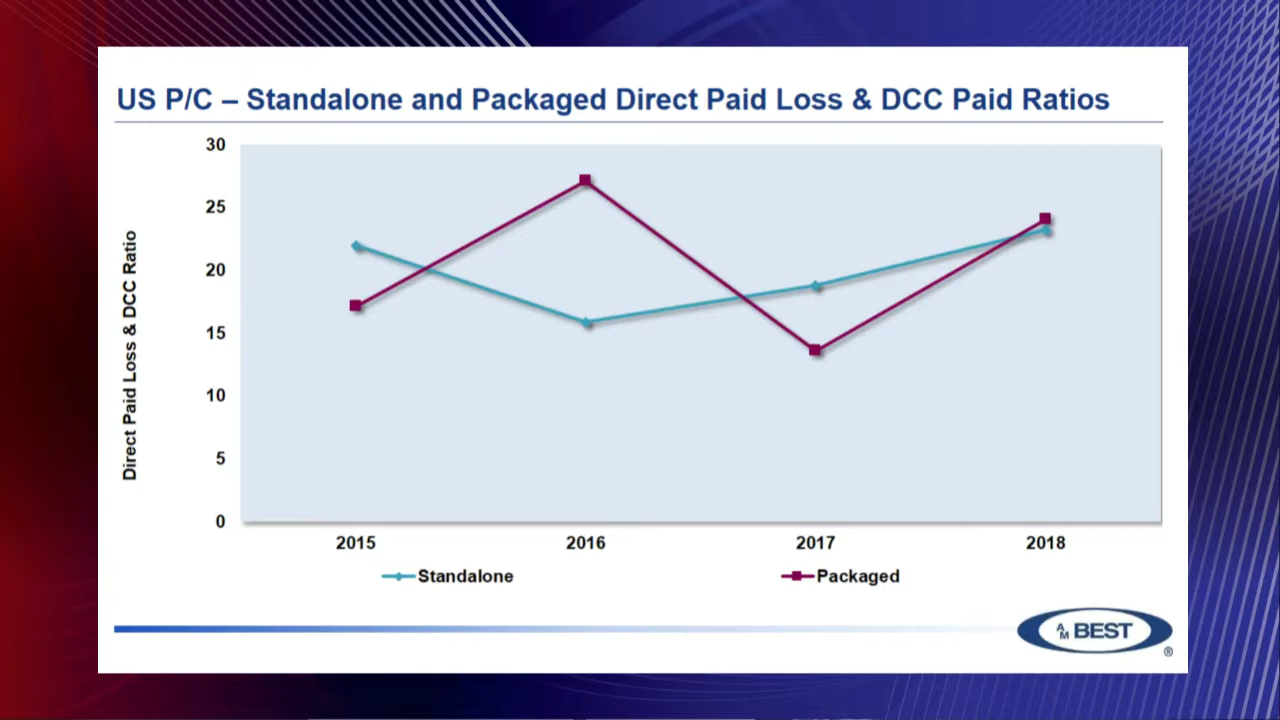 US P/C – Standalone and Packaged Direct Paid Loss & DCC Paid Ratios
30
25
20
15
10
5
0
Direct Paid Loss & DCC Ratio
2015 2016 2017 2018
Standalone Packaged
AM BEST ®